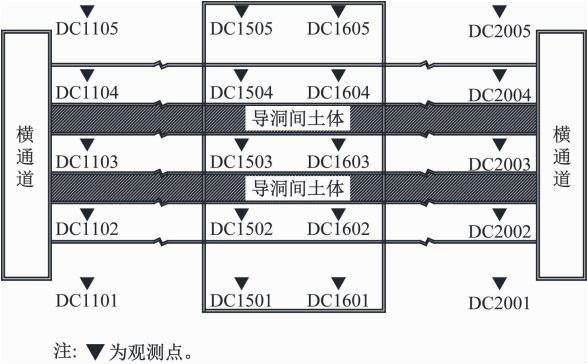 DC1105 DC1505 DC1605 DC2005
DC1104 DC1504 DC1604 DC2004
导洞间土体
横通道
横通道
DC1103 DC1503 DC1603 DC2003
导洞间土体
DC1102 DC1502 DC1602 DC2002
DC1101 DC1501 DC1601 DC2001
注: ▼为观测点。